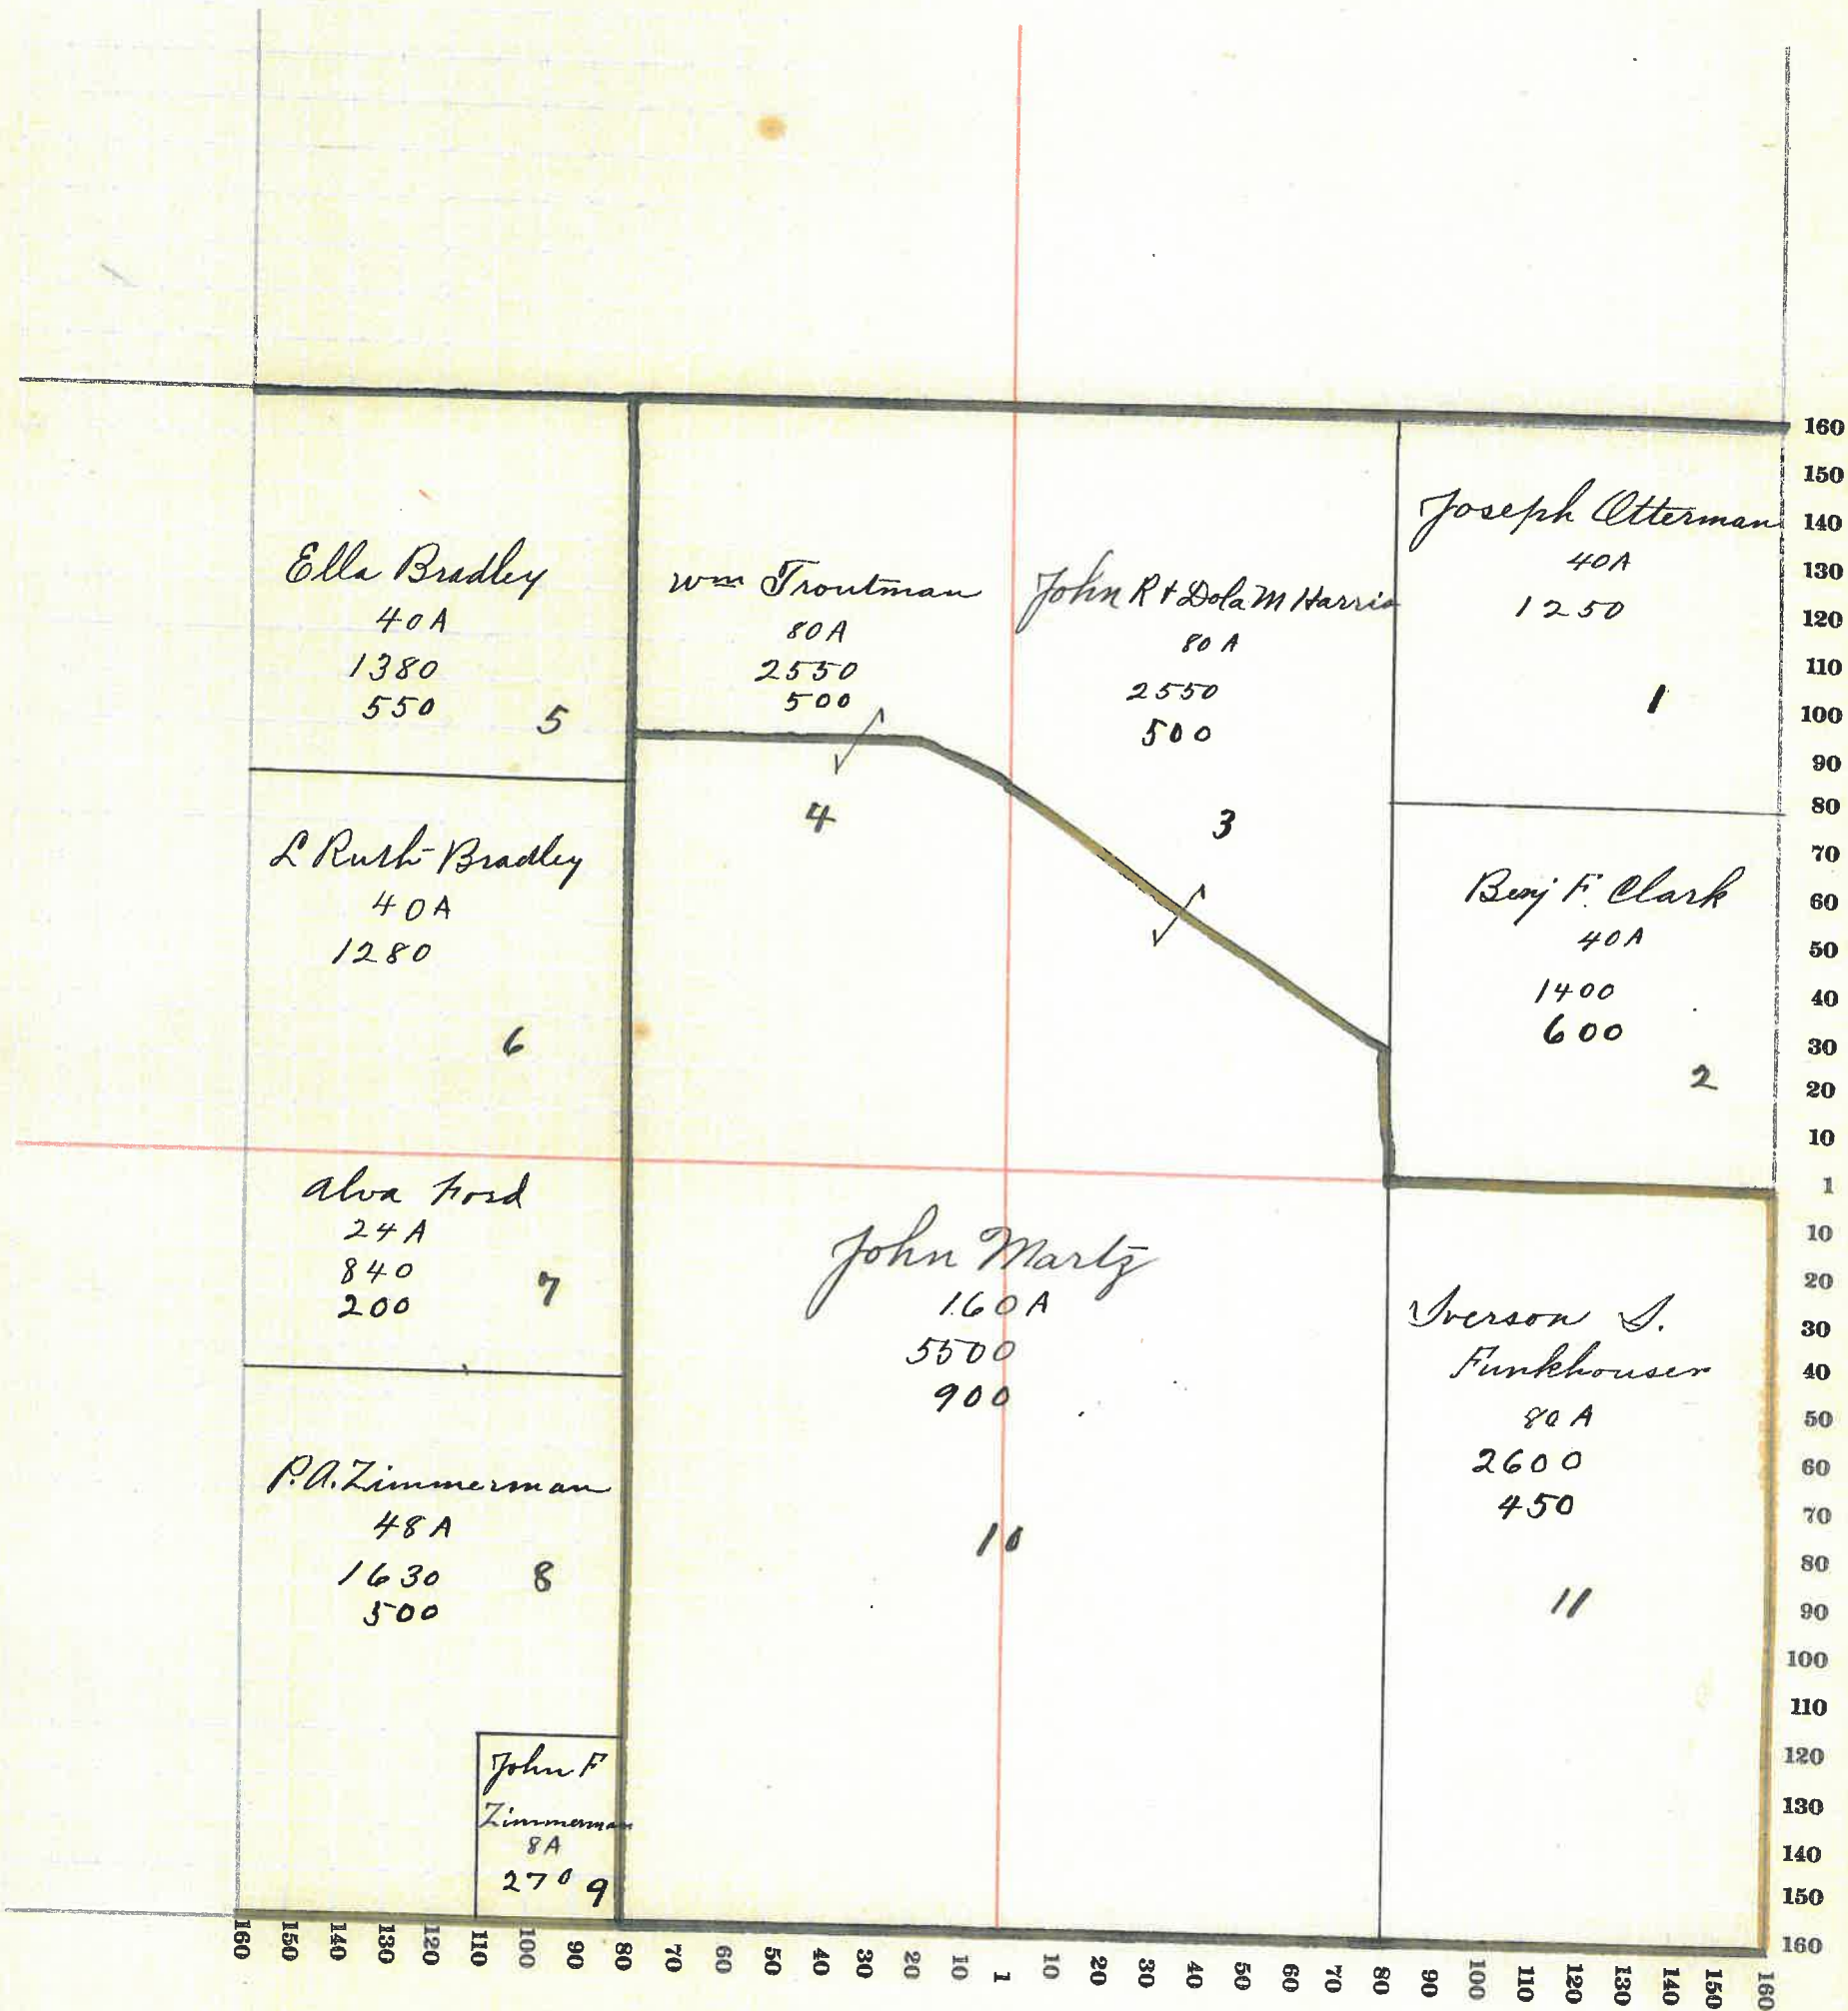 Joseph Otterman
40A
1250
1
Benj F. Clark
40A
1400
600
2
John R & Dola M Harris
80 A
2550
500
3
Wm Troutman
80A
2550
500
4
Ella Bradley
40A
1380
550
5
L Ruth Bradley
40A
1280
6
Alva Ford
24 A
840
200
7
P.A. Zimmerman
48 A
1630
500
8
John F
Zimmerman
8A
270
9
John Martz
160 A
5500
900
10
Iverson S.
Funkhouser
80 A
2600
450
11
160
150
140
130
120
110
100
90
80
70
60
50
40
30
20
10
1
10
20
30
40
50
60
70
80
90
100
110
120
130
140
150
160
160 150 140 130 120 110 100 90 80 70 60 50 40 30 20 10 1 10 20 30 40 50 60 70 80 90 100 110 120 130 140 150 160